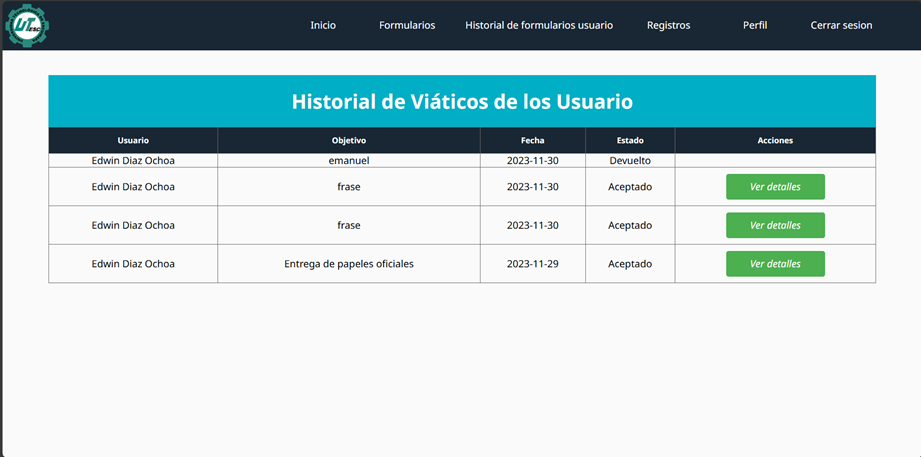 UT
ESC
Inicio Formularios Historial de formularios usuario Registros Perfil Cerrar sesion
Historial de Viáticos de los Usuario
Usuario Objetivo Fecha Estado Acciones
Edwin Diaz Ochoa emanuel 2023-11-30 Devuelto
Edwin Diaz Ochoa frase 2023-11-30 Aceptado Ver detalles
Edwin Diaz Ochoa frase 2023-11-30 Aceptado Ver detalles
Edwin Diaz Ochoa Entrega de papeles oficiales 2023-11-29 Aceptado Ver detalles